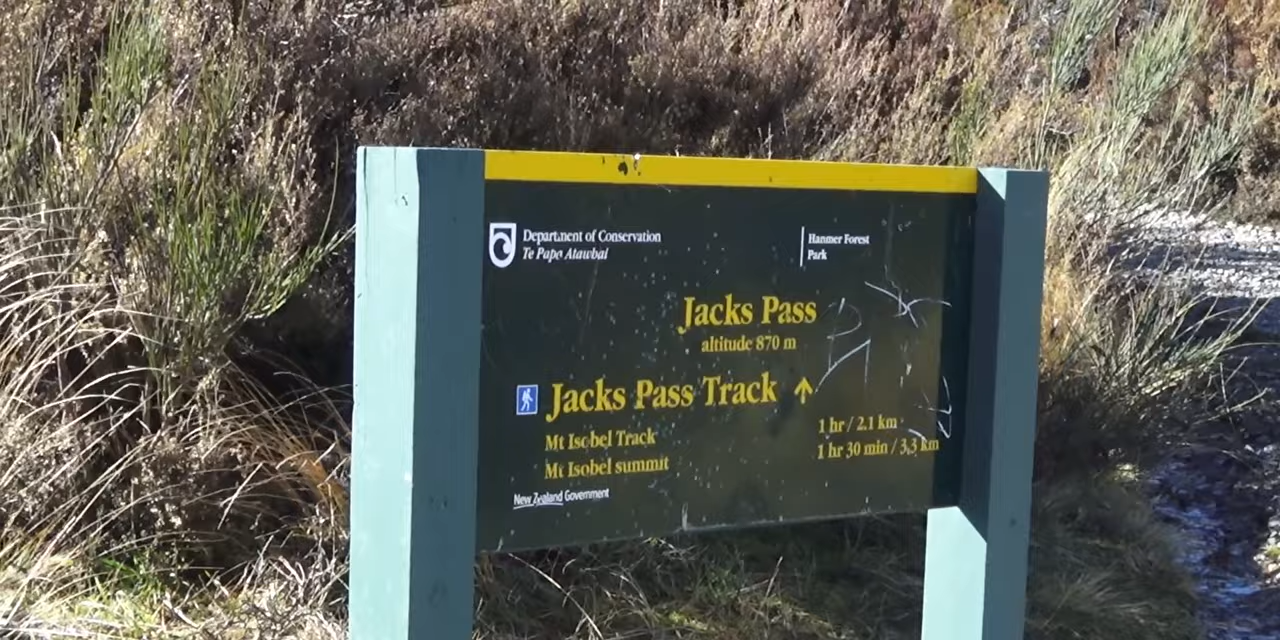 Department of Conservation
Te Papa Atawbai
Hanmer Forest
Park
Jacks Pass
altitude 870 m
Jacks Pass Track ↑
Mt Isobel Track 1 hr / 2.1 km
Mt Isobel summit 1 hr 30 min / 3.3 km
New Zealand Government